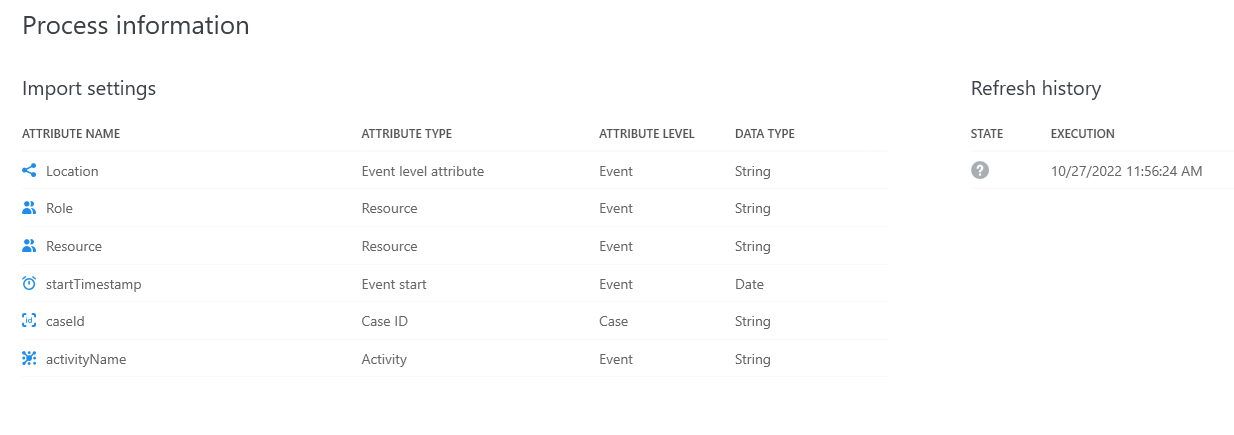 Process information
Import settings
Refresh history
ATTRIBUTE NAME ATTRIBUTE TYPE ATTRIBUTE LEVEL DATA TYPE
STATE EXECUTION
Location Event level attribute Event String
? 10/27/2022 11:56:24 AM
Role Resource Event String
Resource Resource Event String
startTimestamp Event start Event Date
id caseId Case ID Case String
activityName Activity Event String